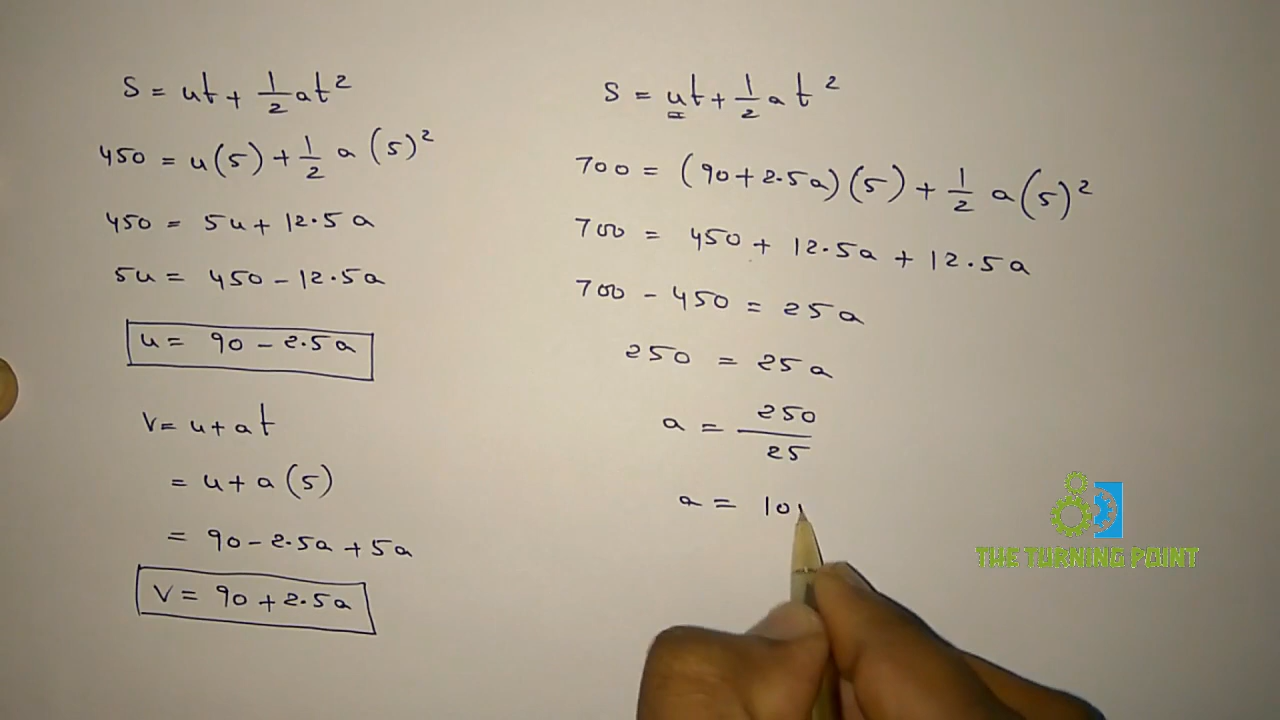 S = ut + 1/2 at²
450 = u(5) + 1/2 a(5)²
450 = 5u + 12.5a
5u = 450 - 12.5a
u = 90 - 2.5a
V = u + at
= u + a(5)
= 90 - 2.5a + 5a
V = 90 + 2.5a
S = ut + 1/2 at²
700 = (90 + 2.5a)(5) + 1/2 a(5)²
700 = 450 + 12.5a + 12.5a
700 - 450 = 25a
250 = 25a
a = 250/25
a = 10
THE TURNING POINT